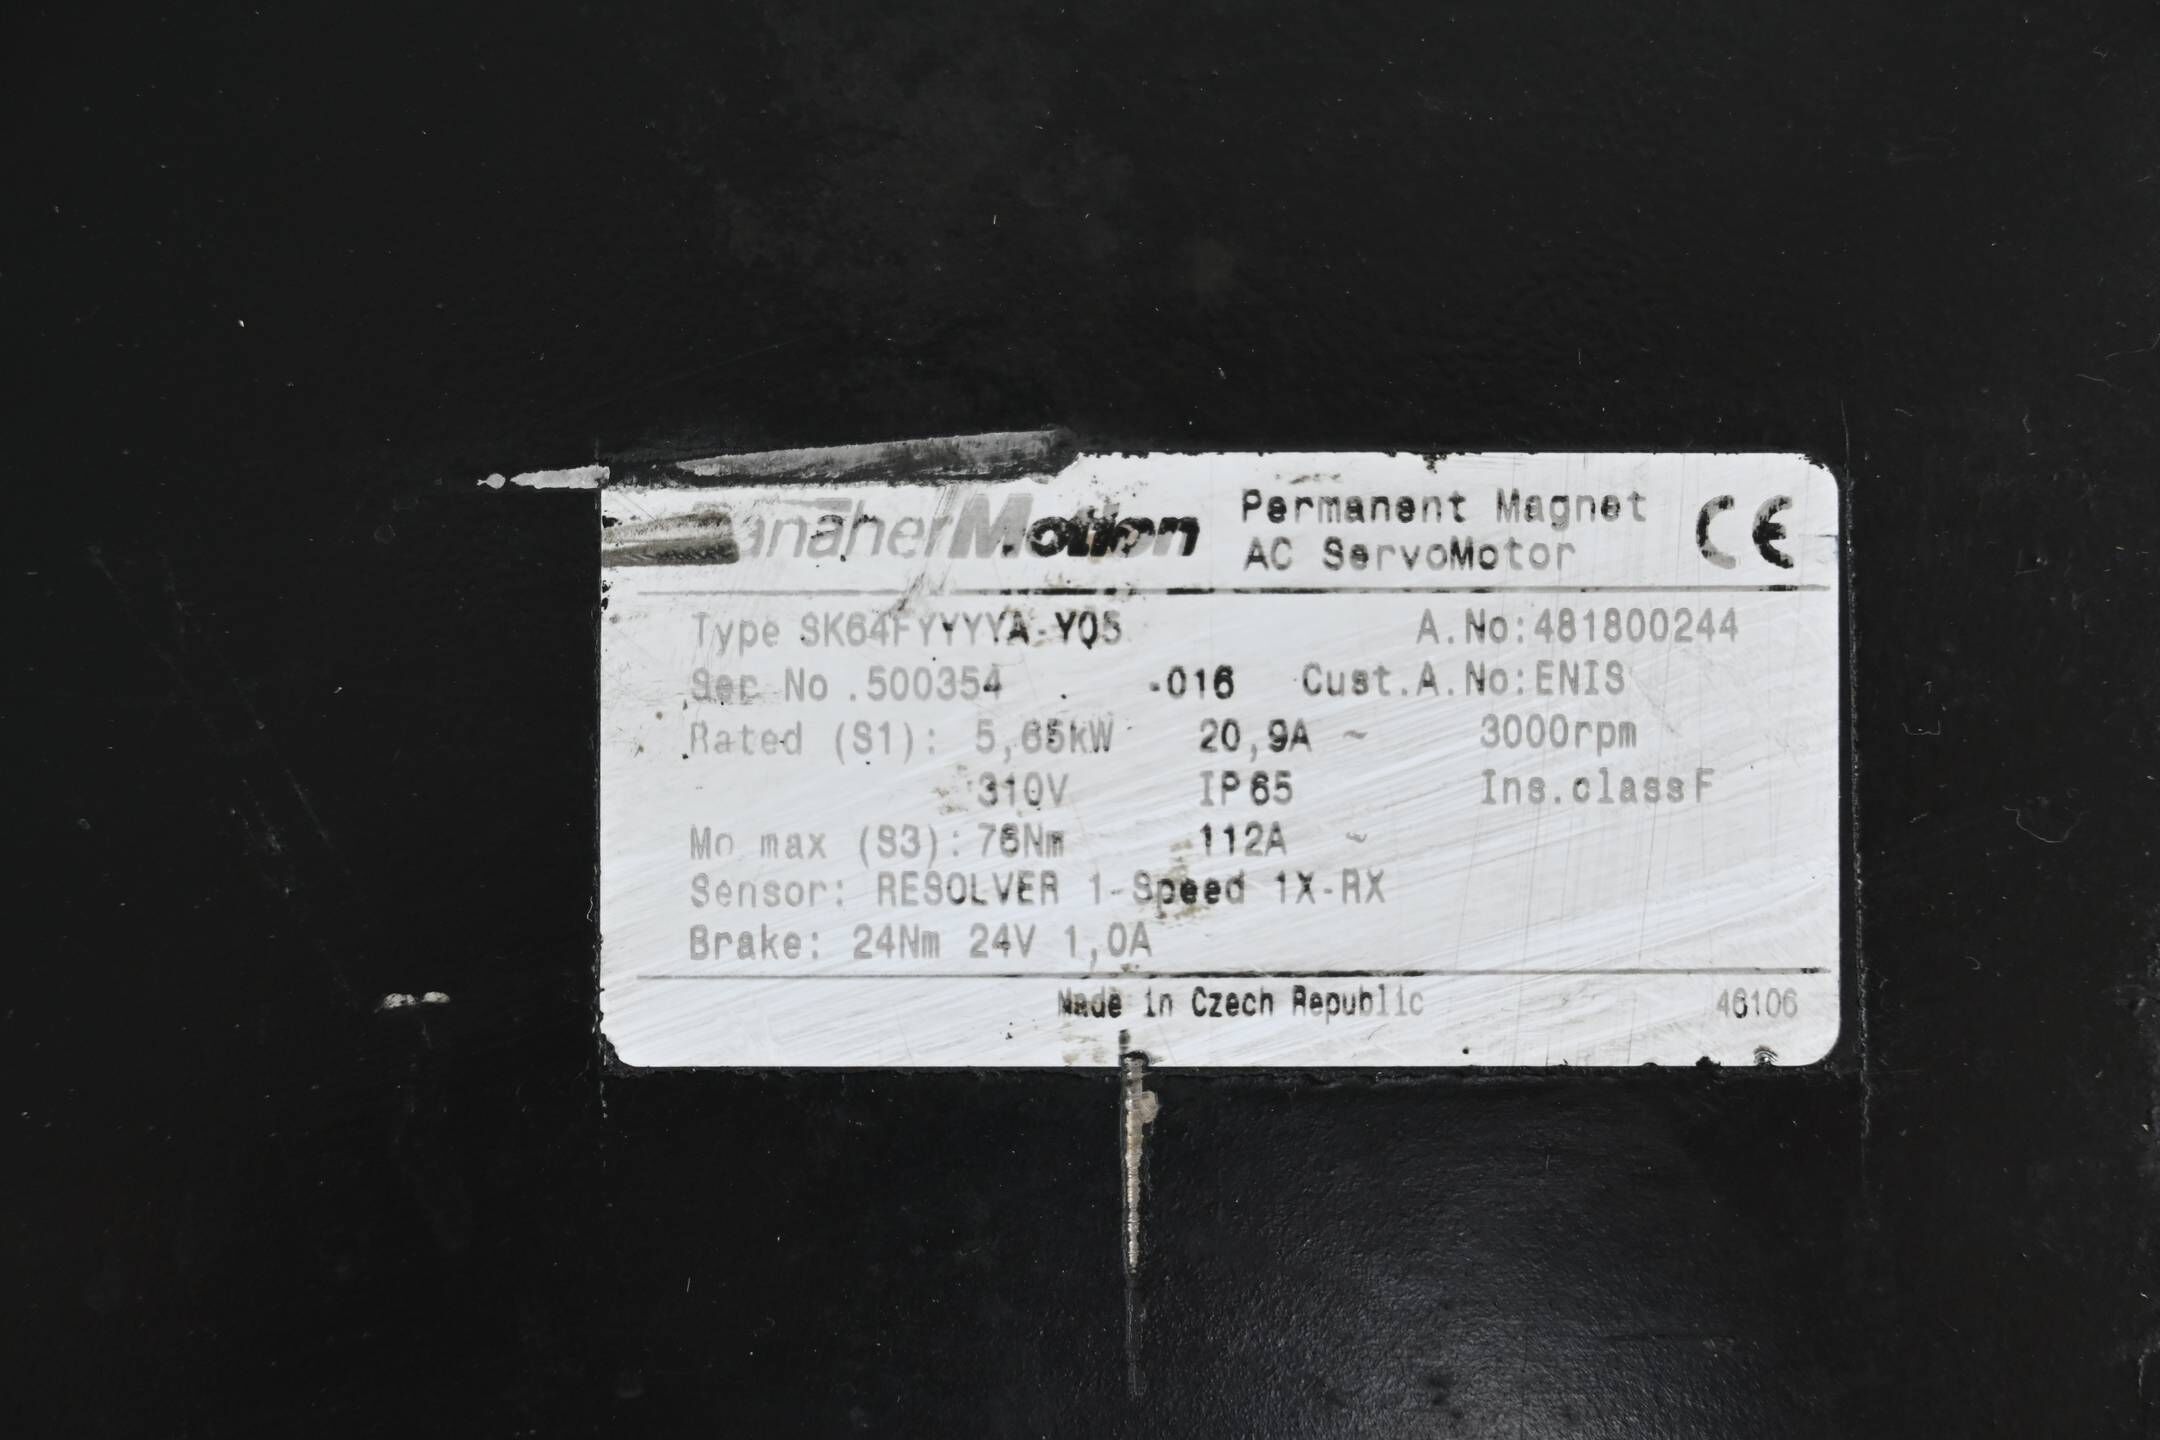 DanaherMotion
Permanent Magnet
AC ServoMotor
CE
Type SK64FYYYYA-Y05 A.No:481800244
Ser No.500354 -016 Cust.A.No:ENIS
Rated (S1): 5,65kW 20,9A ~ 3000rpm
310V IP65 Ins.classF
Mo max (S3): 76Nm 112A ~
Sensor: RESOLVER 1-Speed 1X-RX
Brake: 24Nm 24V 1,0A
Made in Czech Republic 46106